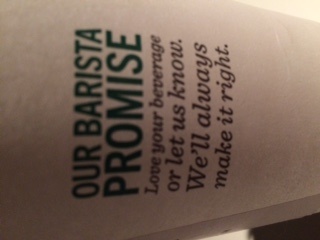 OUR BARISTA
PROMISE
Love your beverage
or let us know.
We'll always
make it right.